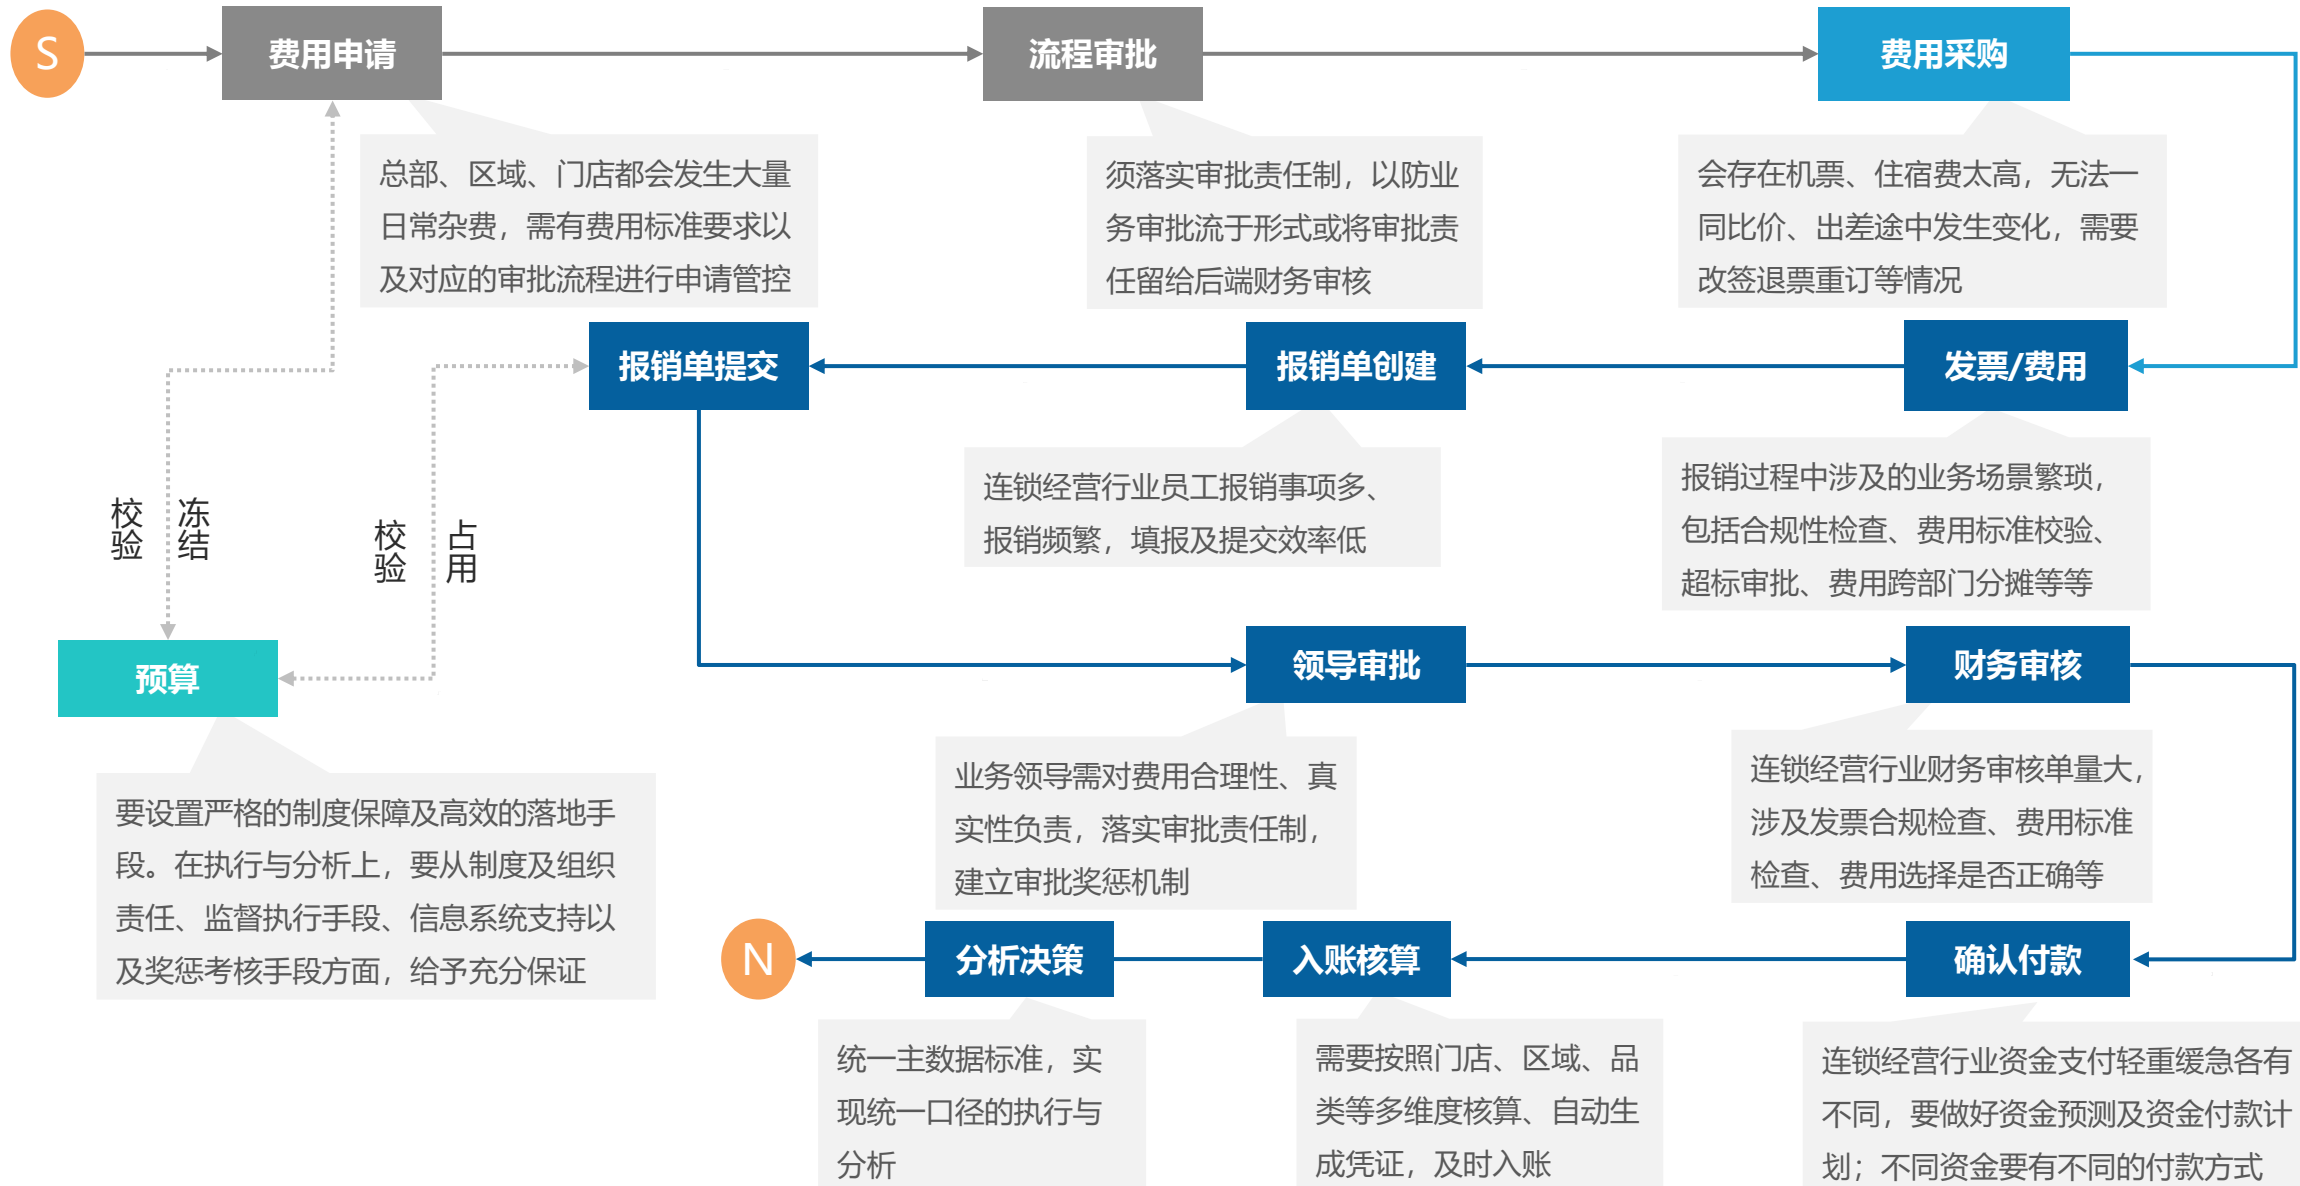 S
费用申请
流程审批
费用采购
总部、区域、门店都会发生大量
日常杂费，需有费用标准要求以
及对应的审批流程进行申请管控
须落实审批责任制，以防业
务审批流于形式或将审批责
任留给后端财务审核
会存在机票、住宿费太高，无法一
同比价、出差途中发生变化，需要
改签退票重订等情况
报销单提交
报销单创建
发票/费用
连锁经营行业员工报销事项多、
报销频繁，填报及提交效率低
报销过程中涉及的业务场景繁琐，
包括合规性检查、费用标准校验、
超标审批、费用跨部门分摊等等
校验
冻结
校验
占用
预算
领导审批
财务审核
要设置严格的制度保障及高效的落地手
段。在执行与分析上，要从制度及组织
责任、监督执行手段、信息系统支持以
及奖惩考核手段方面，给予充分保证
业务领导需对费用合理性、真
实性负责，落实审批责任制，
建立审批奖惩机制
连锁经营行业财务审核单量大，
涉及发票合规检查、费用标准
检查、费用选择是否正确等
N
分析决策
入账核算
确认付款
统一主数据标准，实
现统一口径的执行与
分析
需要按照门店、区域、品
类等多维度核算、自动生
成凭证，及时入账
连锁经营行业资金支付轻重缓急各有
不同，要做好资金预测及资金付款计
划；不同资金要有不同的付款方式